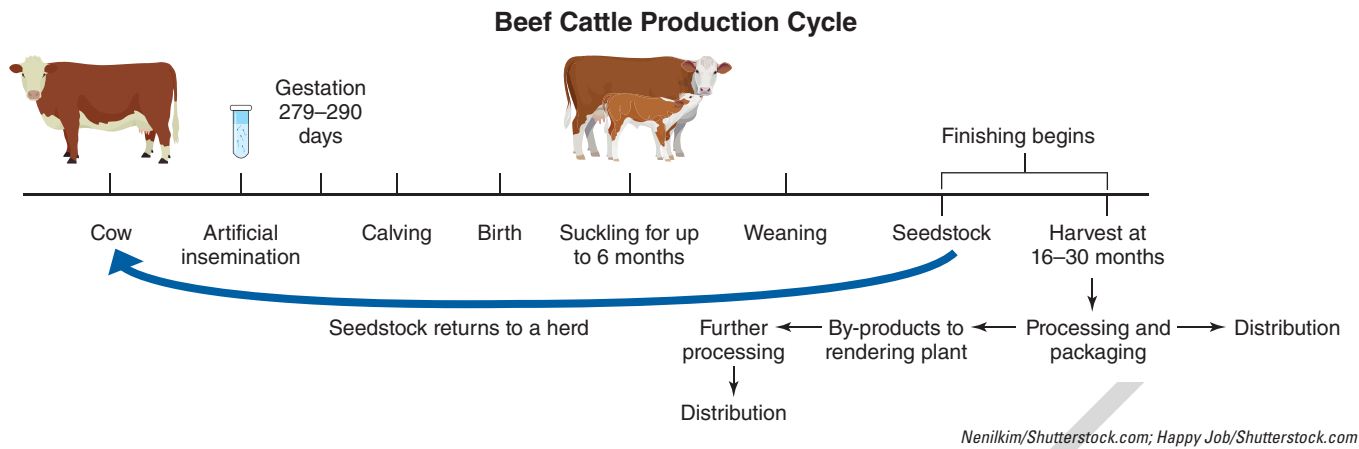 Beef Cattle Production Cycle
Gestation
279–290
days
Finishing begins
Cow
Artificial
insemination
Calving
Birth
Suckling for up
to 6 months
Weaning
Seedstock
Harvest at
16–30 months
Seedstock returns to a herd
Further
processing
By-products to
rendering plant
Processing and
packaging
Distribution
Distribution
Nenilkim/Shutterstock.com; Happy Job/Shutterstock.com